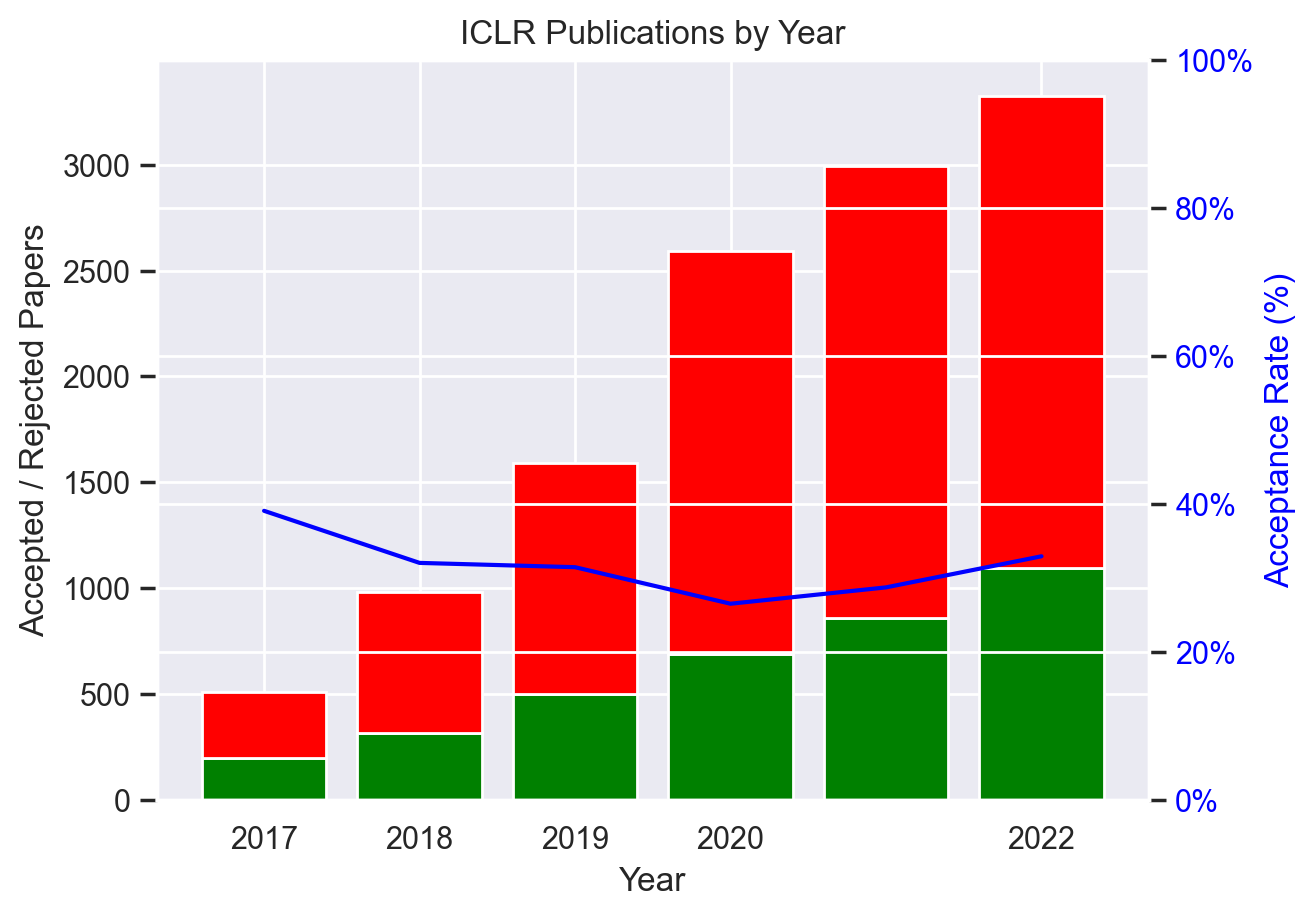 ICLR Publications by Year
Accepted / Rejected Papers
3000
2500
2000
1500
1000
500
0
100%
80%
60%
40%
20%
0%
Acceptance Rate (%)
2017 2018 2019 2020 2022
Year